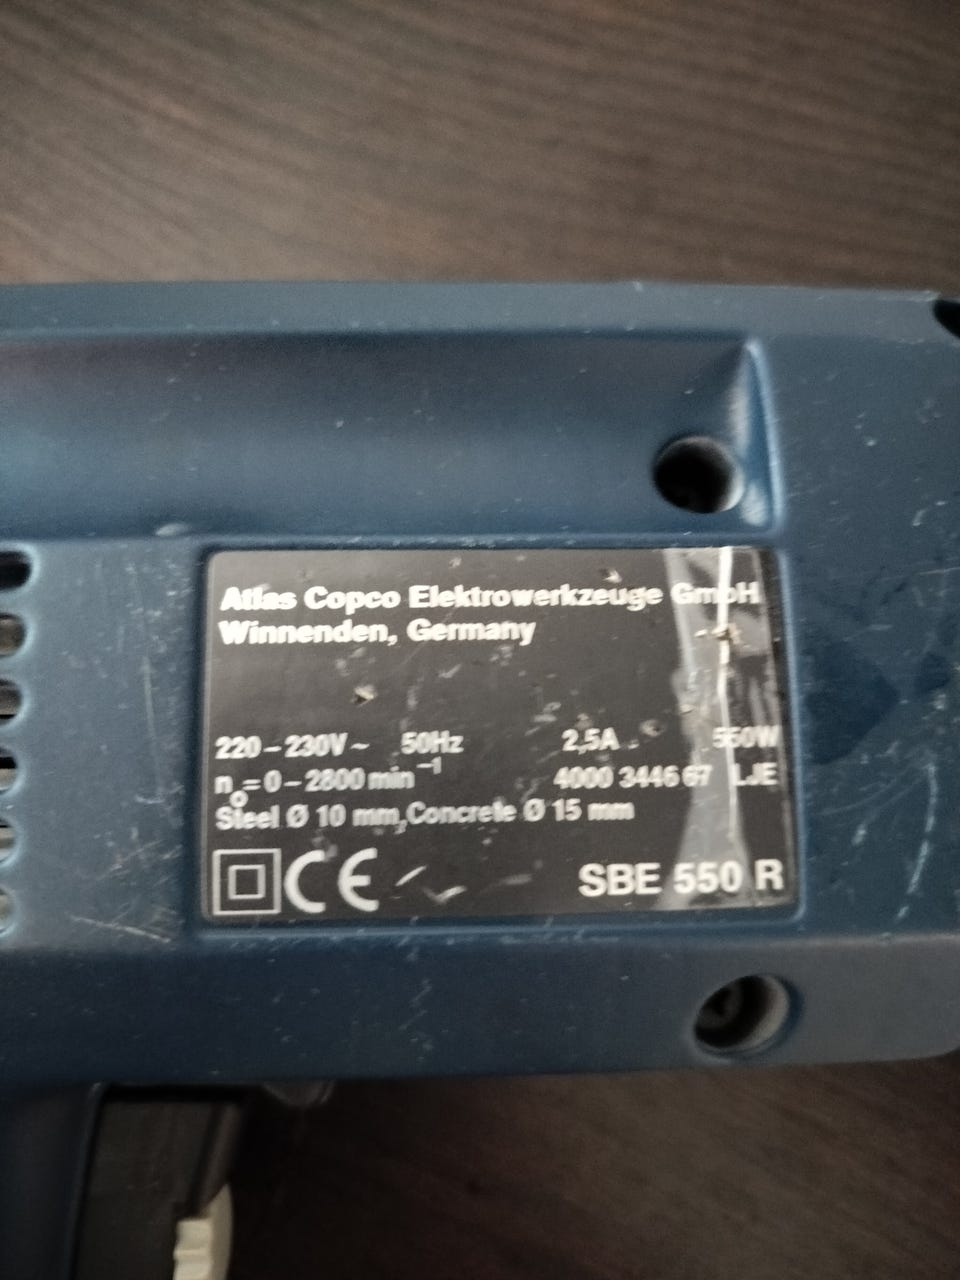 Atlas Copco Elektrowerkzeuge GmbH
Winnenden, Germany
220–230V~ 50Hz 2,5A 550W
n₀=0–2800 min⁻¹ 4000 3446 67 LJE
Steel Ø 10 mm,Concrete Ø 15 mm
CE SBE 550 R